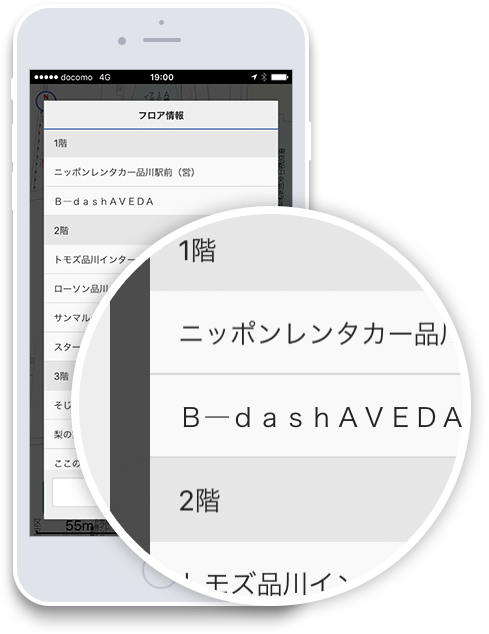 ●●●●● docomo 4G 19:00
フロア情報
1階
ニッポンレンタカー品川駅前（営）
Ｂ－ｄａｓｈＡＶＥＤＡ
2階
トモズ品川インター
ローソン品川
サンマル
スター
3階
そじ
梨の
ここの
55m
1階
ニッポンレンタカー品川
Ｂ－ｄａｓｈＡＶＥＤＡ
2階
トモズ品川イン